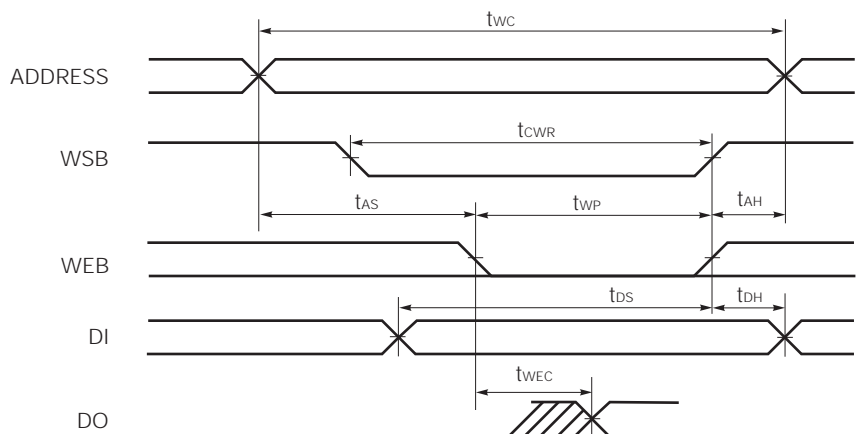 tWC
ADDRESS
tCWR
WSB
tAS tWP tAH
WEB
tDS tDH
DI
tWEC
DO